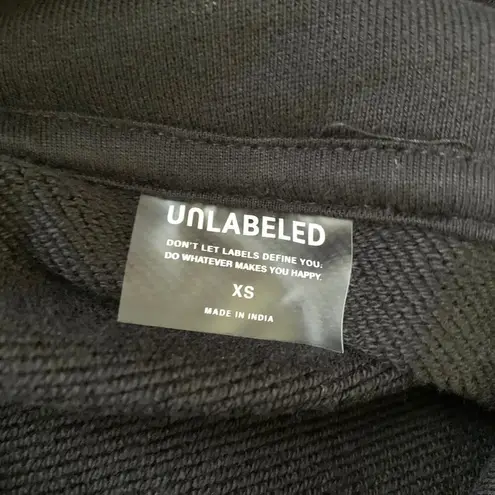 UNLABELED
DON'T LET LABELS DEFINE YOU.
DO WHATEVER MAKES YOU HAPPY.
XS
MADE IN INDIA